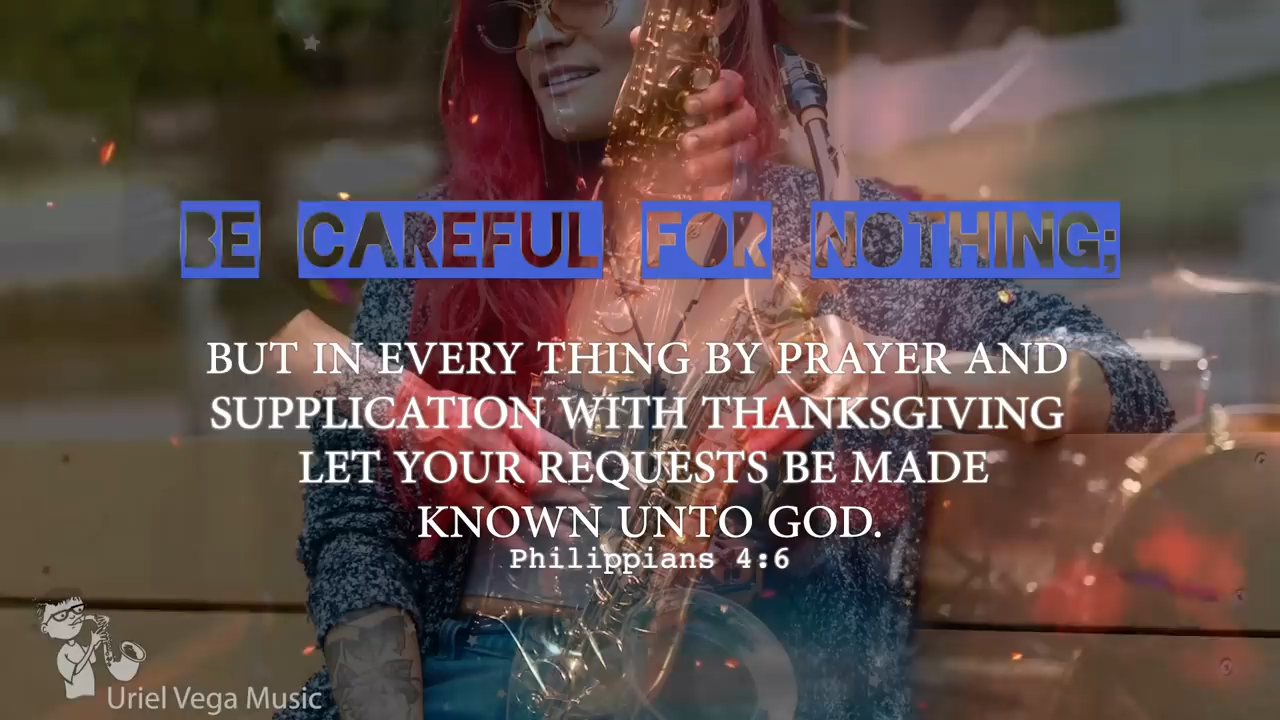 BE CAREFUL FOR NOTHING;
BUT IN EVERY THING BY PRAYER AND
SUPPLICATION WITH THANKSGIVING
LET YOUR REQUESTS BE MADE
KNOWN UNTO GOD.
Philippians 4:6
Uriel Vega Music